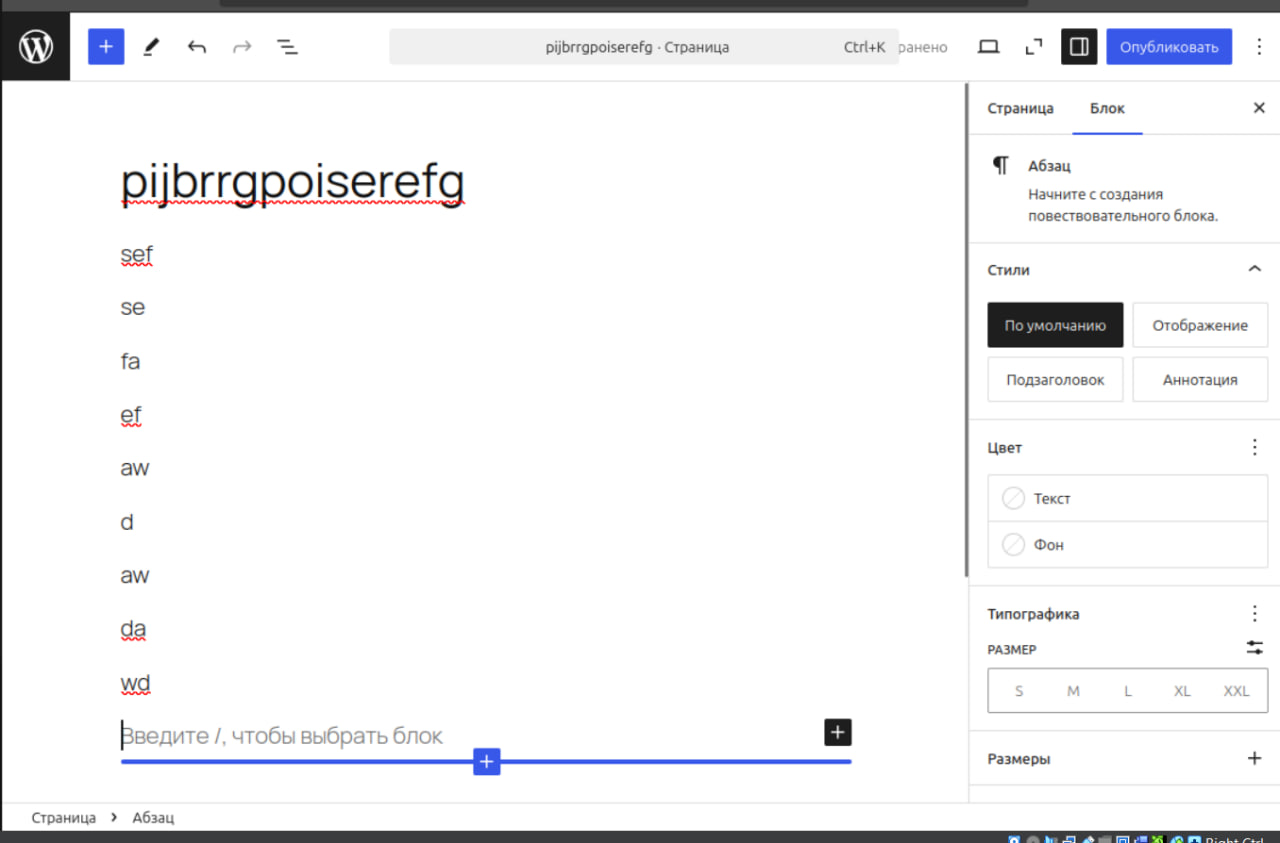 pijbrrgpoiserefg · Страница Ctrl+K
Опубликовать
Страница Блок
pijbrrgpoiserefg
sef
se
fa
ef
aw
d
aw
da
wd
Введите /, чтобы выбрать блок
Абзац
Начните с создания
повествовательного блока.
Стили
По умолчанию Отображение
Подзаголовок Аннотация
Цвет
Текст
Фон
Типографика
РАЗМЕР
S M L XL XXL
Размеры
Страница Абзац
Right Ctrl